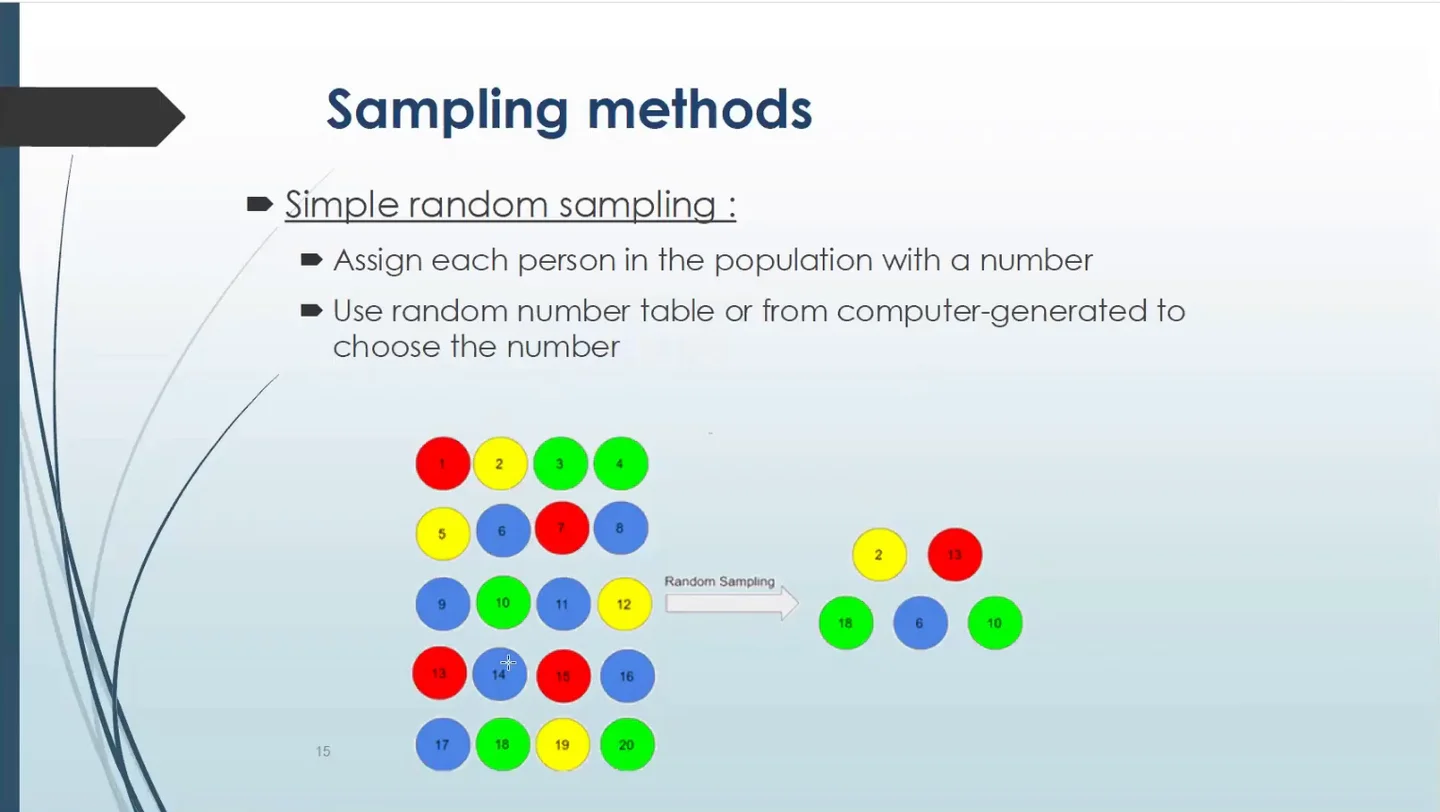 Sampling methods
Simple random sampling :
Assign each person in the population with a number
Use random number table or from computer-generated to
choose the number
1 2 3 4
5 6 7 8
9 10 11 12
13 14 15 16
17 18 19 20
Random Sampling
2 13
18 6 10
15